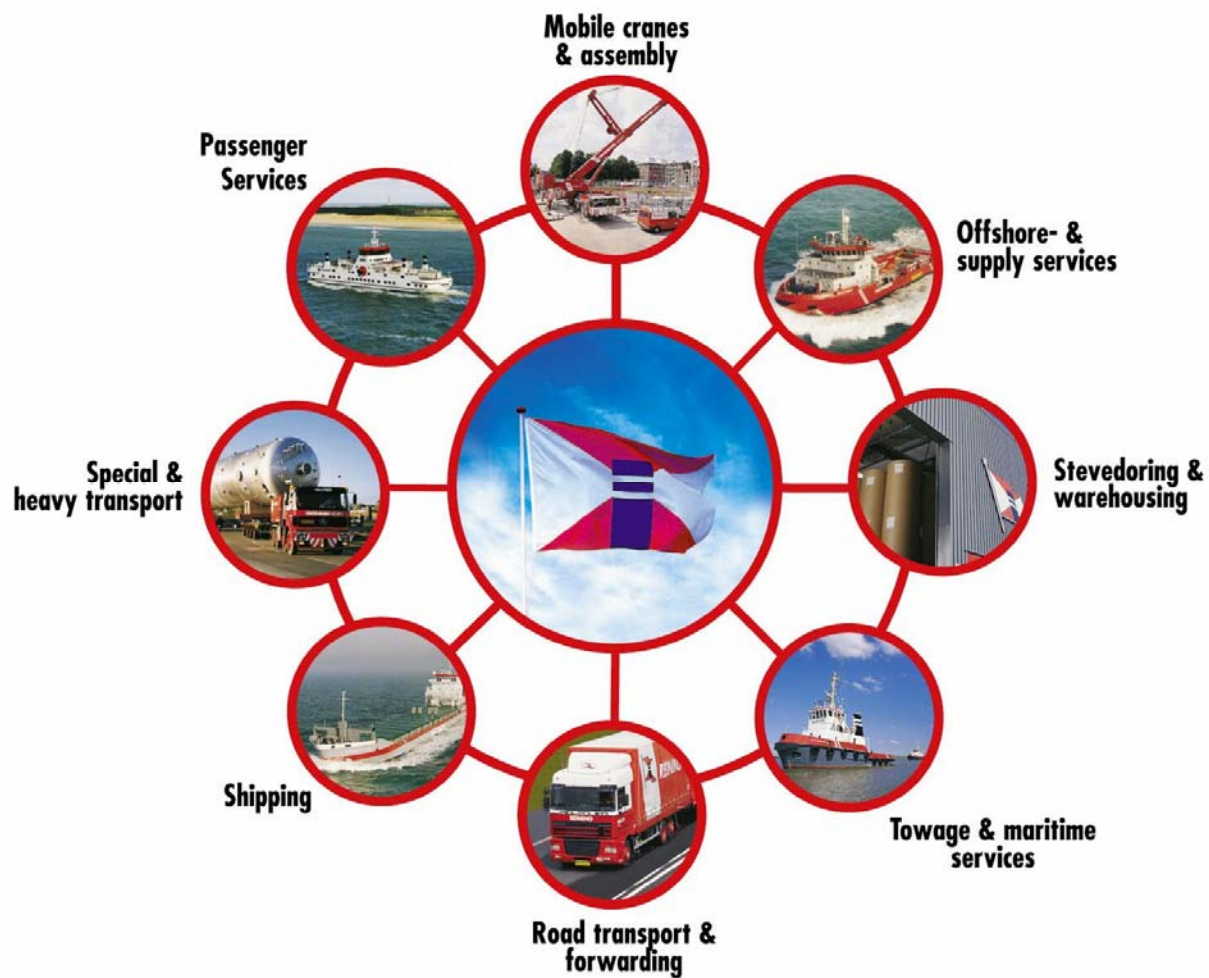 Mobile cranes
& assembly
Passenger
Services
Offshore- &
supply services
Special &
heavy transport
Stevedoring &
warehousing
Shipping
Towage & maritime
services
Road transport &
forwarding